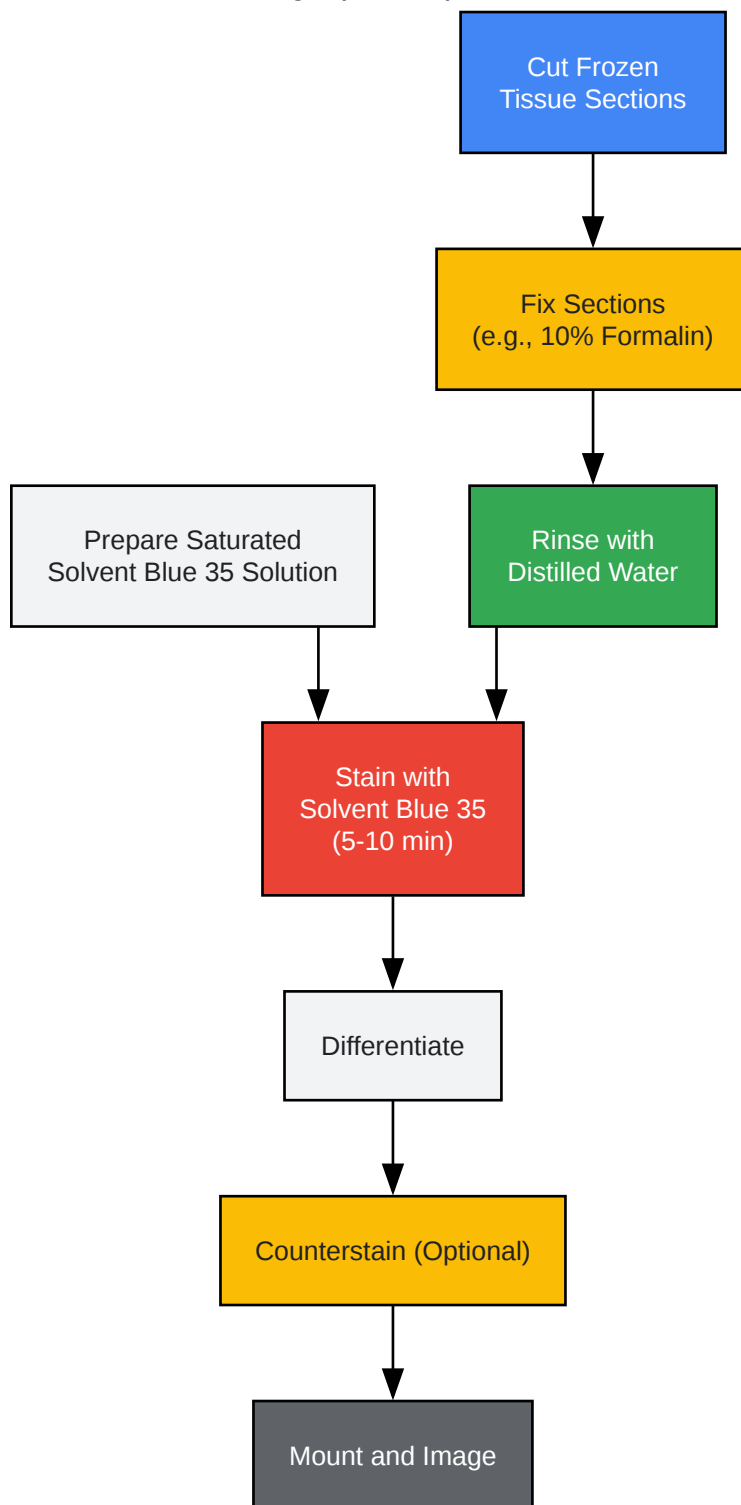 Cut Frozen
Tissue Sections
Fix Sections
(e.g., 10% Formalin)
Prepare Saturated
Solvent Blue 35 Solution
Rinse with
Distilled Water
Stain with
Solvent Blue 35
(5-10 min)
Differentiate
Counterstain (Optional)
Mount and Image